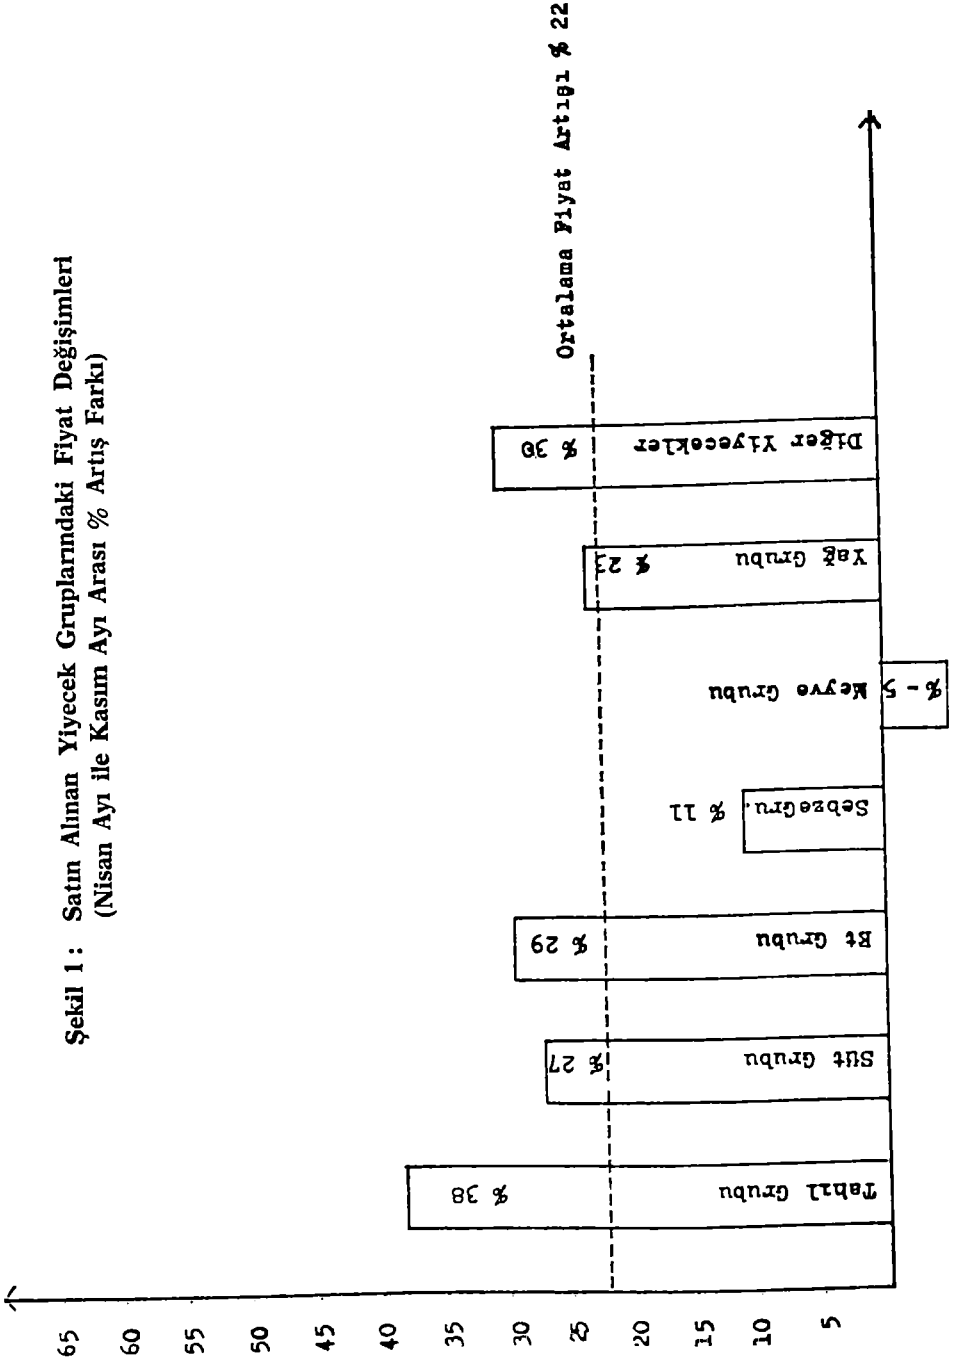 Şekil 1 : Satın Alınan Yiyecek Gruplarındaki Fiyat Değişimleri
(Nisan Ayı ile Kasım Ayı Arası % Artış Farkı)
Ortalama Fiyat Artışı % 22
65
60
55
50
45
40
35
30
25
20
15
10
5
Tahıl Grubu
% 38
Süt Grubu
% 27
Et Grubu
% 29
SebzeGru.
% 11
Meyve Grubu
% - 5
Yağ Grubu
% 23
Diğer Yiyecekler
% 30